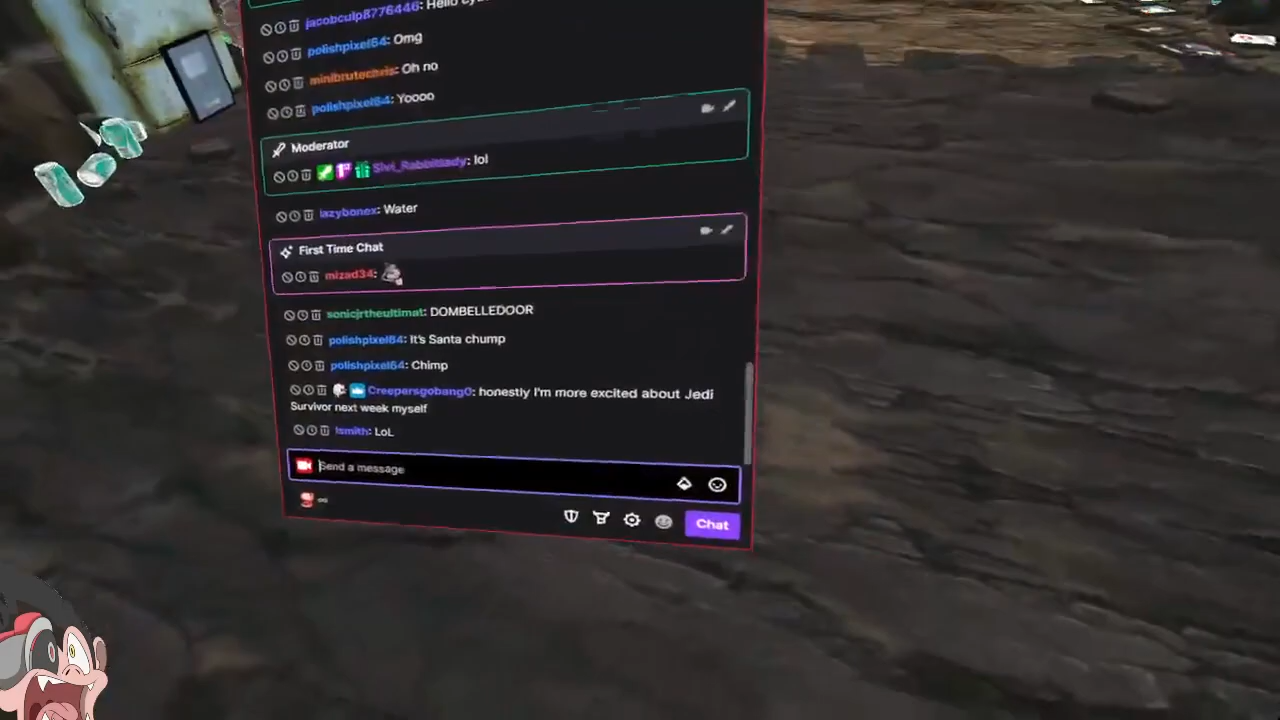 jacobculp8776446: Hello
polishpixel64: Omg
minibrutechris: Oh no
polishpixel64: Yoooo
Moderator
Sivi_Rabbitlady: lol
lazybonex: Water
First Time Chat
mizad34:
sonicjrtheultimat: DOMBELLEDOOR
polishpixel64: It's Santa chump
polishpixel64: Chimp
Creepersgobang0: honestly I'm more excited about Jedi
Survivor next week myself
lsmith: LoL
Send a message
∞
Chat